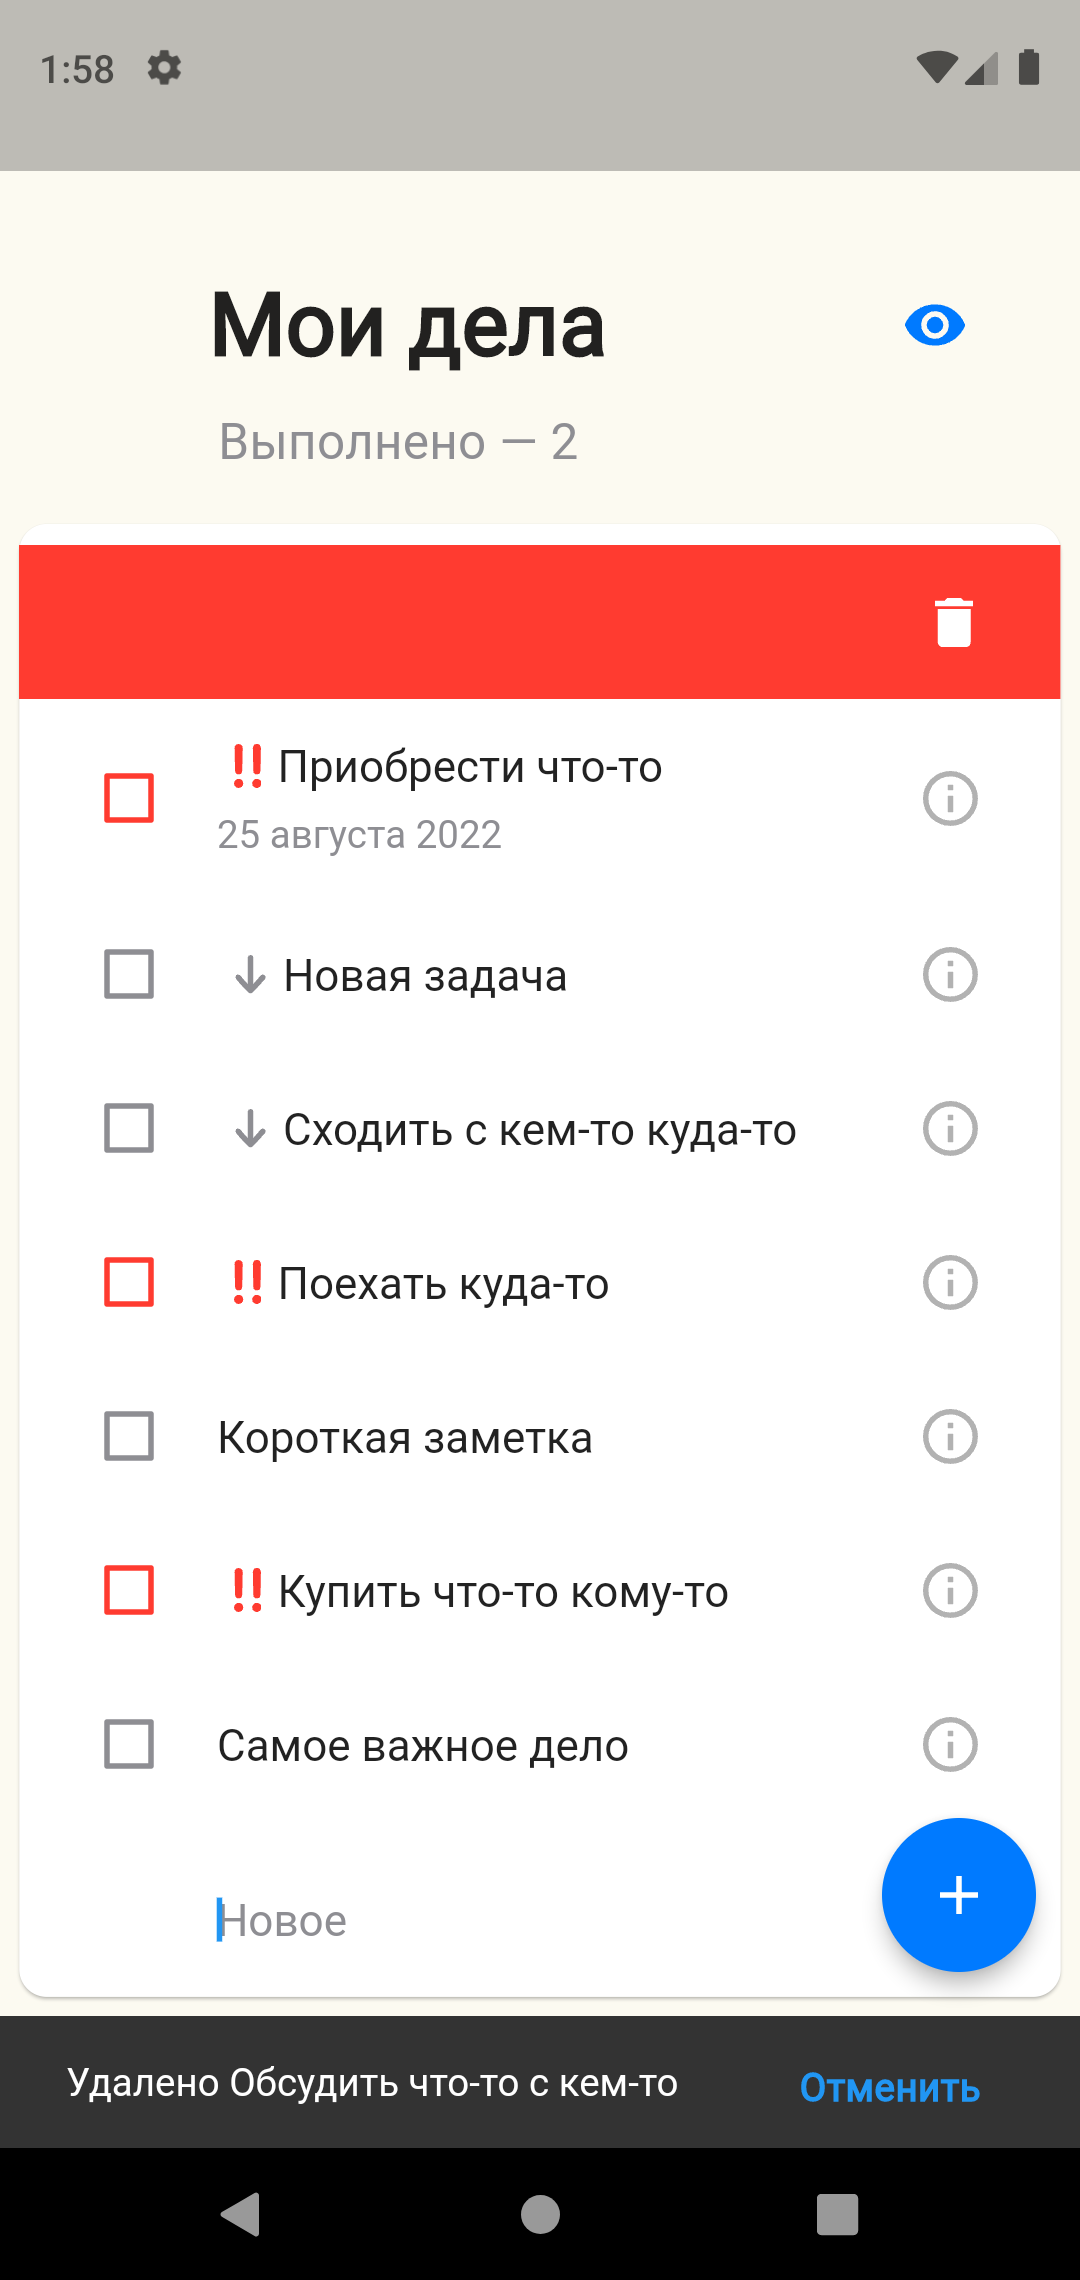 1:58
Мои дела
Выполнено — 2
‼ Приобрести что-то
25 августа 2022
↓ Новая задача
↓ Сходить с кем-то куда-то
‼ Поехать куда-то
Короткая заметка
‼ Купить что-то кому-то
Самое важное дело
Новое
Удалено Обсудить что-то с кем-то
Отменить